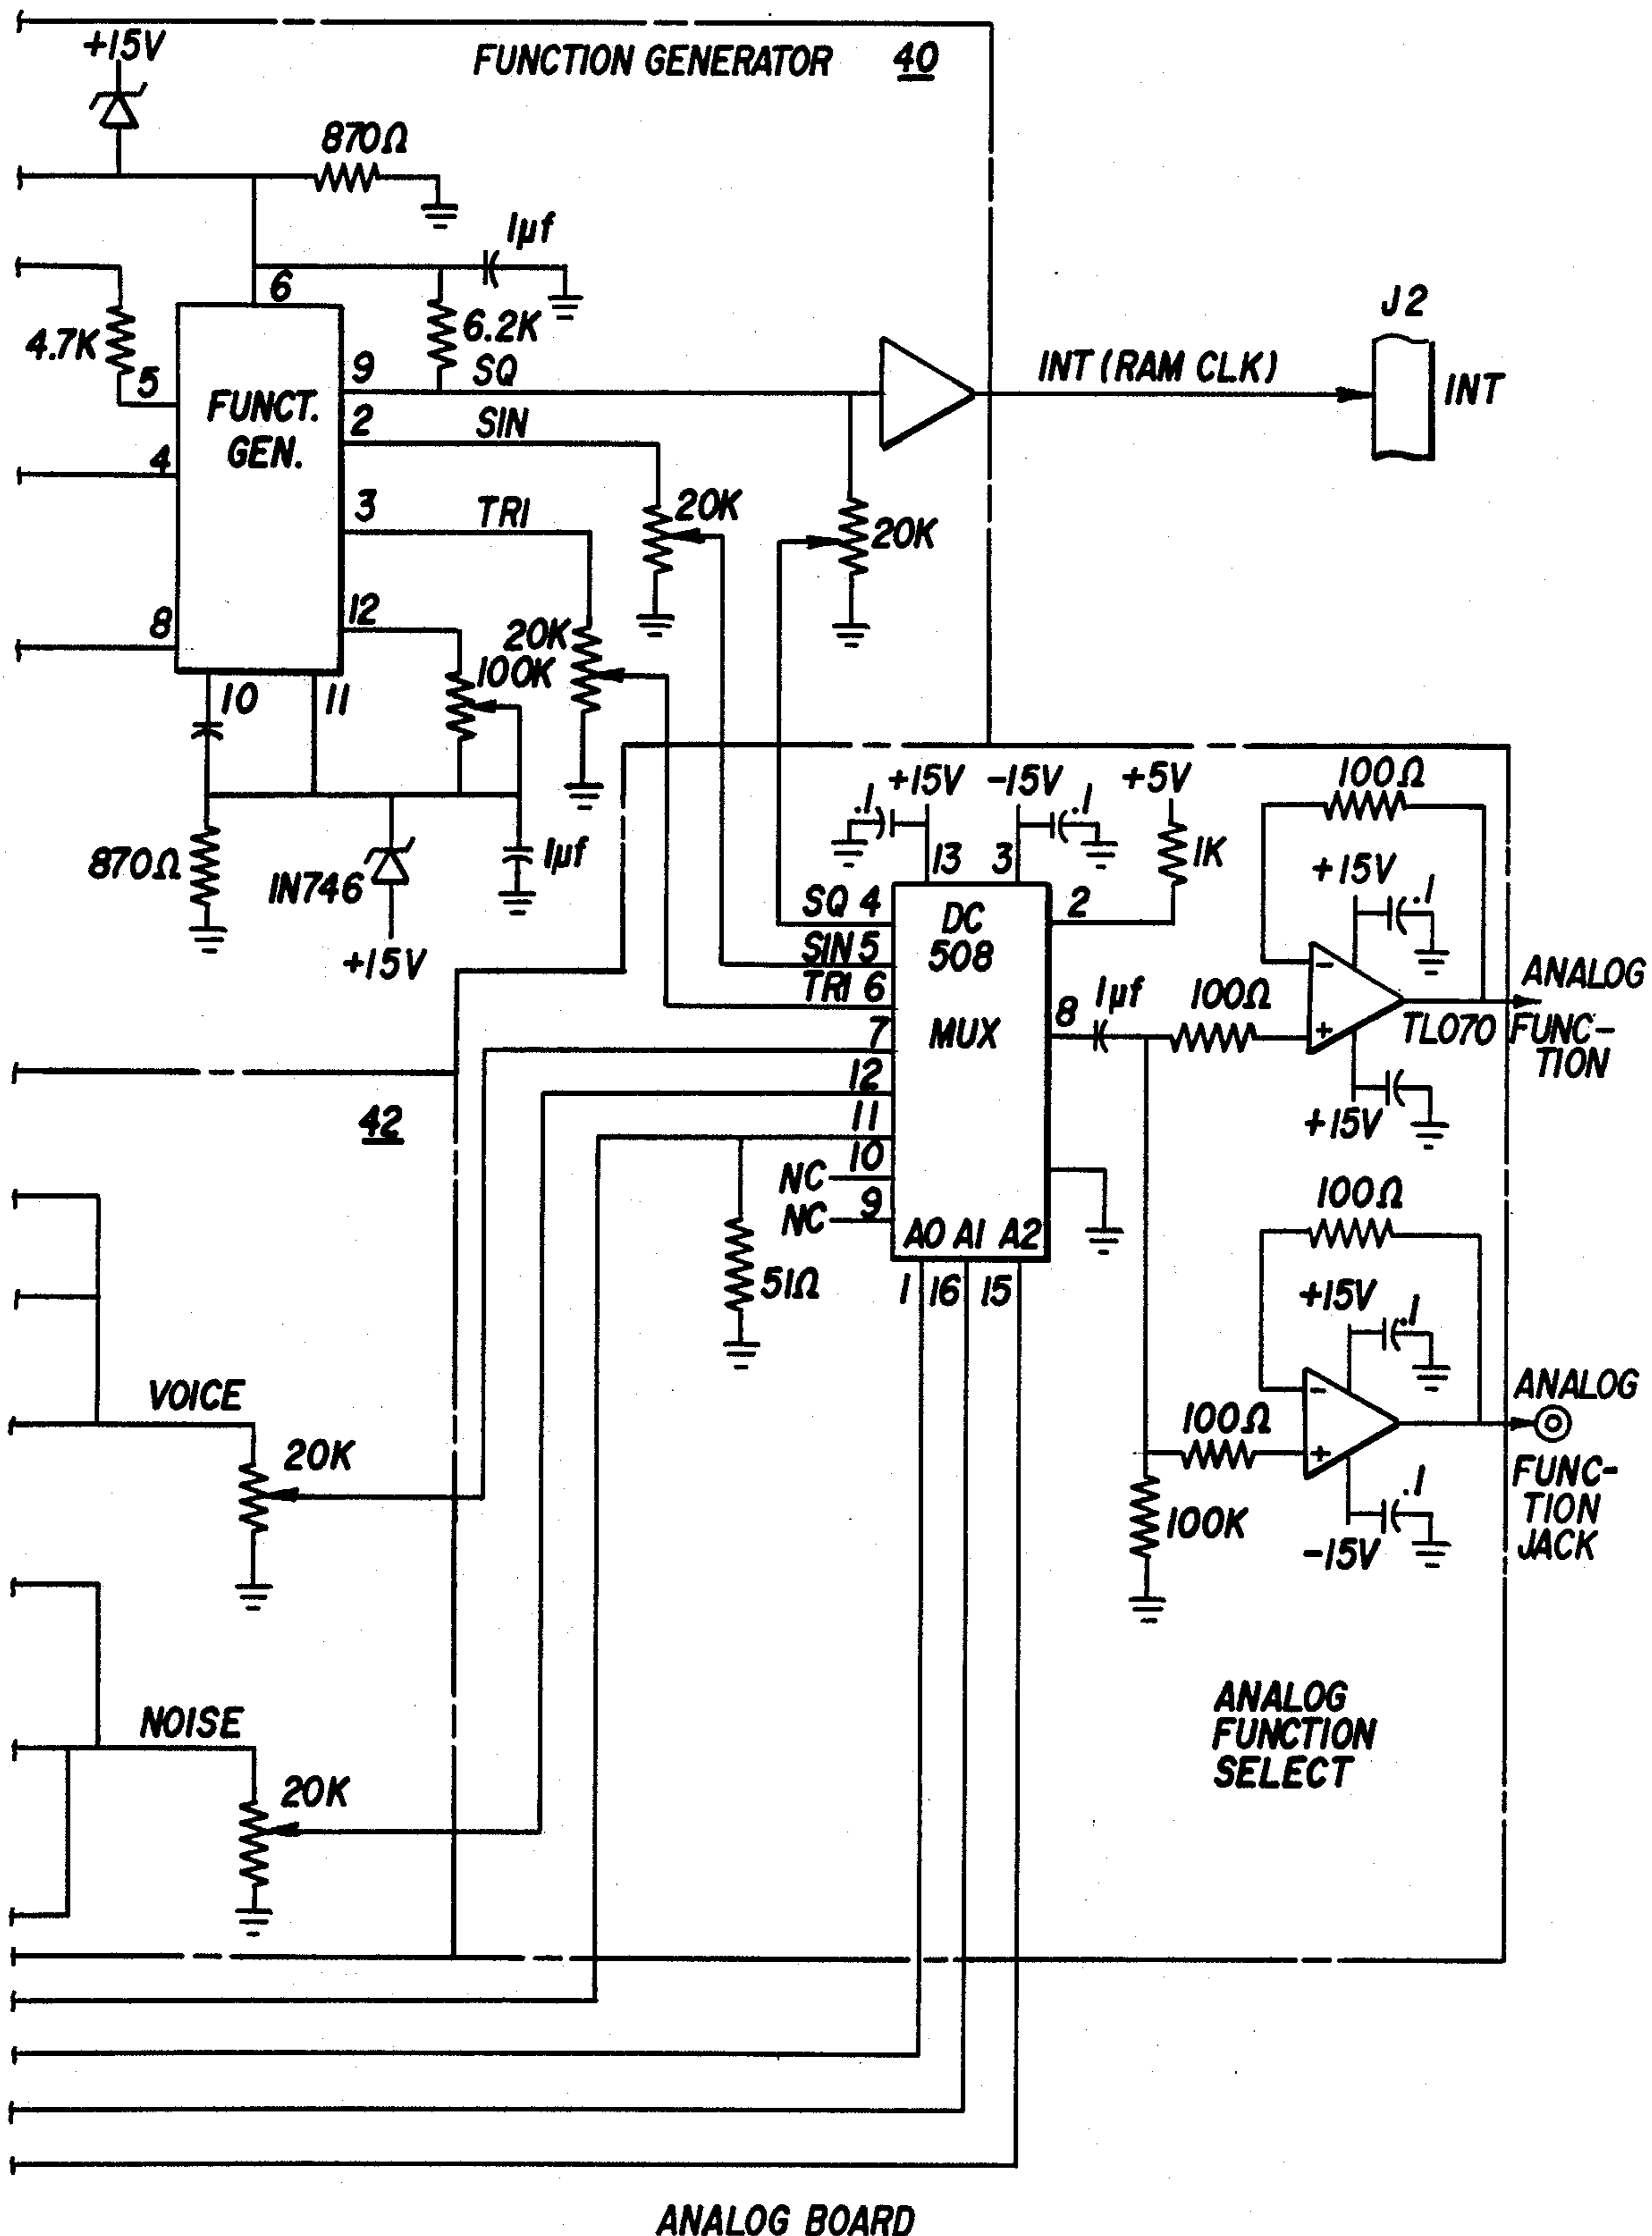 +15V
FUNCTION GENERATOR 40
870Ω
1µf
6
6.2K
J2
4.7K
5
9
SQ
INT (RAM CLK)
INT
FUNCT.
GEN.
2
SIN
4
3
TRI
20K
20K
8
12
20K
100K
10
11
+15V
-15V
+5V
100Ω
.1
.1
13
3
1K
870Ω
1N746
1µf
+15V
.1
SQ 4
DC
508
MUX
2
+15V
SIN 5
TRI 6
8
1µf
100Ω
-
+
TL070
ANALOG
FUNC-
TION
7
12
+15V
42
11
NC 10
NC 9
100Ω
A0 A1 A2
51Ω
1 16 15
+15V
.1
VOICE
-
+
100Ω
ANALOG
FUNC-
TION
JACK
20K
100K
.1
-15V
NOISE
20K
ANALOG
FUNCTION
SELECT
ANALOG BOARD